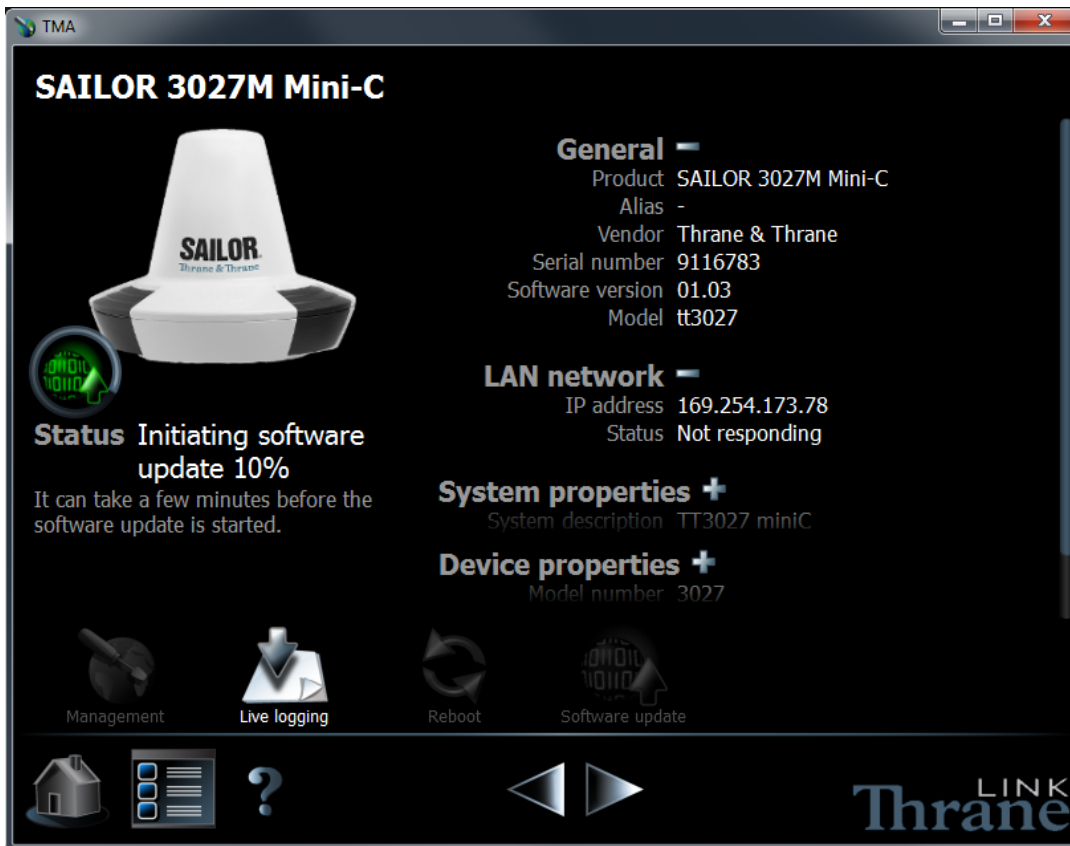 TMA
SAILOR 3027M Mini-C
SAILOR
Thrane & Thrane
Status Initiating software
update 10%
It can take a few minutes before the
software update is started.
General
Product SAILOR 3027M Mini-C
Alias -
Vendor Thrane & Thrane
Serial number 9116783
Software version 01.03
Model tt3027
LAN network
IP address 169.254.173.78
Status Not responding
System properties
System description TT3027 miniC
Device properties
Model number 3027
Management
Live logging
Reboot
Software update
?
LINK
Thrane